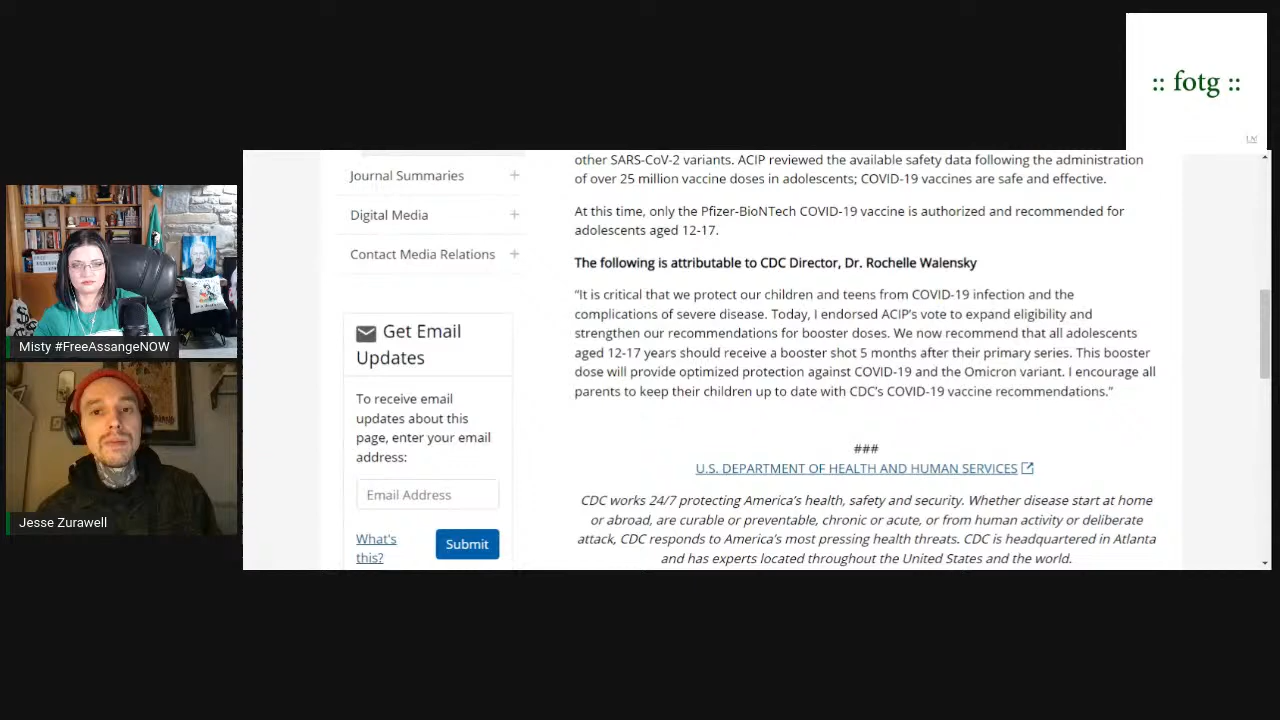 :: fotg ::
other SARS-CoV-2 variants. ACIP reviewed the available safety data following the administration
of over 25 million vaccine doses in adolescents; COVID-19 vaccines are safe and effective.
At this time, only the Pfizer-BioNTech COVID-19 vaccine is authorized and recommended for
adolescents aged 12-17.
The following is attributable to CDC Director, Dr. Rochelle Walensky
“It is critical that we protect our children and teens from COVID-19 infection and the
complications of severe disease. Today, I endorsed ACIP’s vote to expand eligibility and
strengthen our recommendations for booster doses. We now recommend that all adolescents
aged 12-17 years should receive a booster shot 5 months after their primary series. This booster
dose will provide optimized protection against COVID-19 and the Omicron variant. I encourage all
parents to keep their children up to date with CDC’s COVID-19 vaccine recommendations.”
###
U.S. DEPARTMENT OF HEALTH AND HUMAN SERVICES
CDC works 24/7 protecting America’s health, safety and security. Whether disease start at home
or abroad, are curable or preventable, chronic or acute, or from human activity or deliberate
attack, CDC responds to America’s most pressing health threats. CDC is headquartered in Atlanta
and has experts located throughout the United States and the world.
Journal Summaries
Digital Media
Contact Media Relations
Get Email
Updates
To receive email
updates about this
page, enter your email
address:
Email Address
What's
this?
Submit
Misty #FreeAssangeNOW
Jesse Zurawell